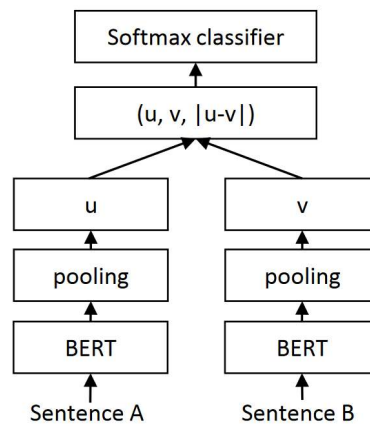 Softmax classifier
(u, v, |u-v|)
u
v
pooling
pooling
BERT
BERT
Sentence A
Sentence B